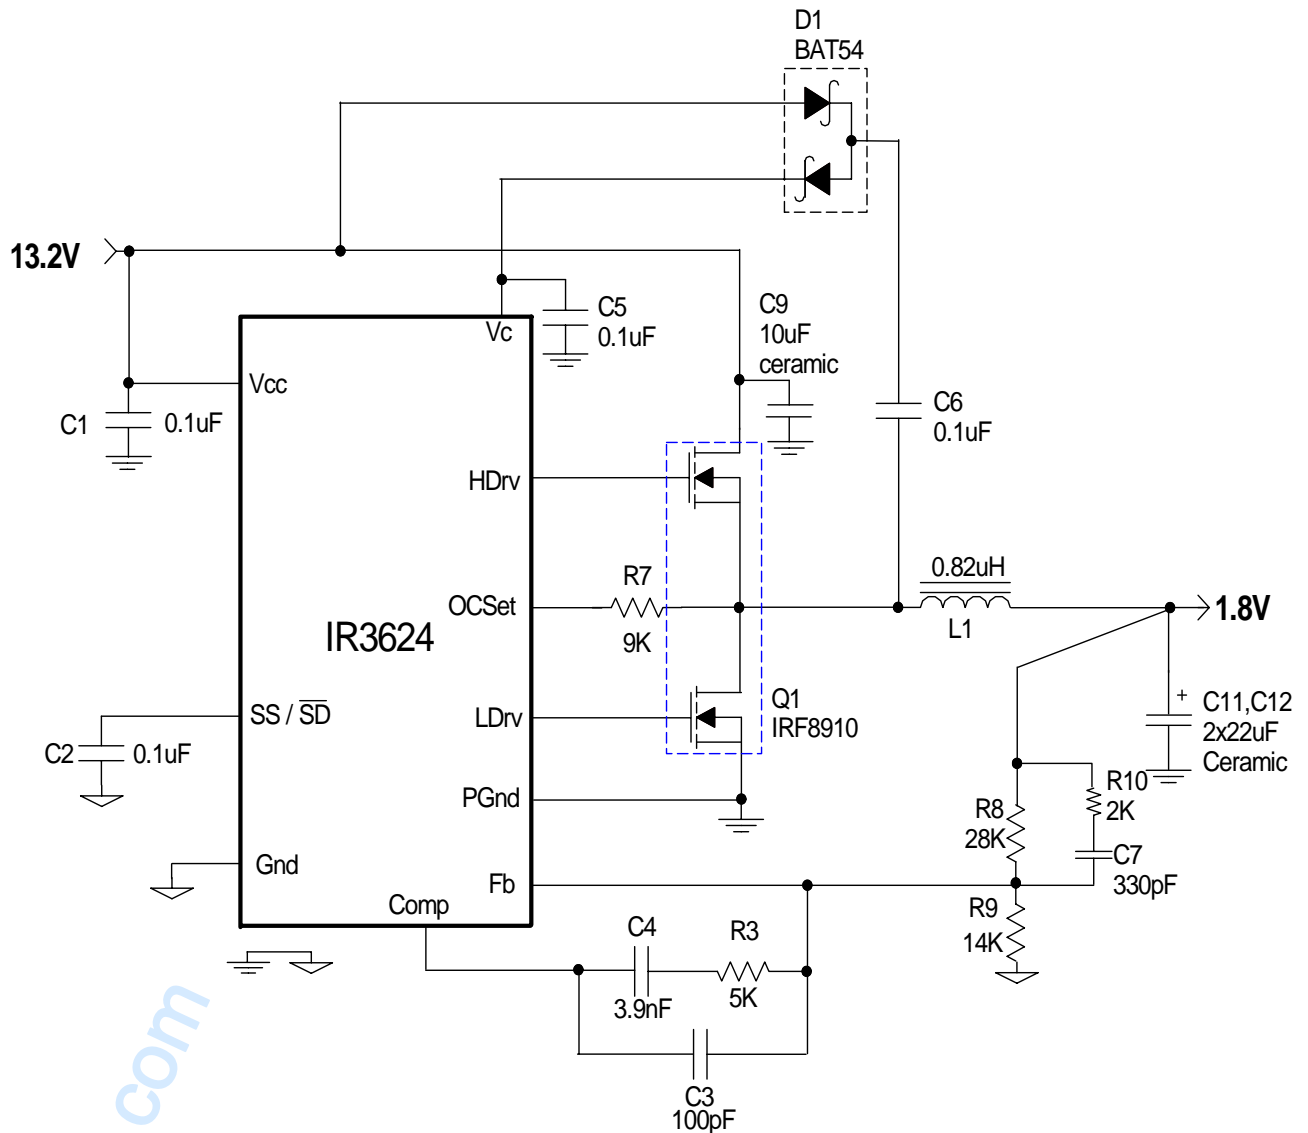 D1
BAT54
13.2V
C5
0.1uF
C9
10uF
ceramic
Vc
Vcc
C1
0.1uF
C6
0.1uF
HDrv
R7
9K
OCSet
0.82uH
L1
1.8V
IR3624
SS / SD
C2
0.1uF
LDrv
Q1
IRF8910
+
C11,C12
2x22uF
Ceramic
PGnd
R10
2K
R8
28K
C7
330pF
Gnd
Fb
Comp
R9
14K
C4
3.9nF
R3
5K
C3
100pF
com